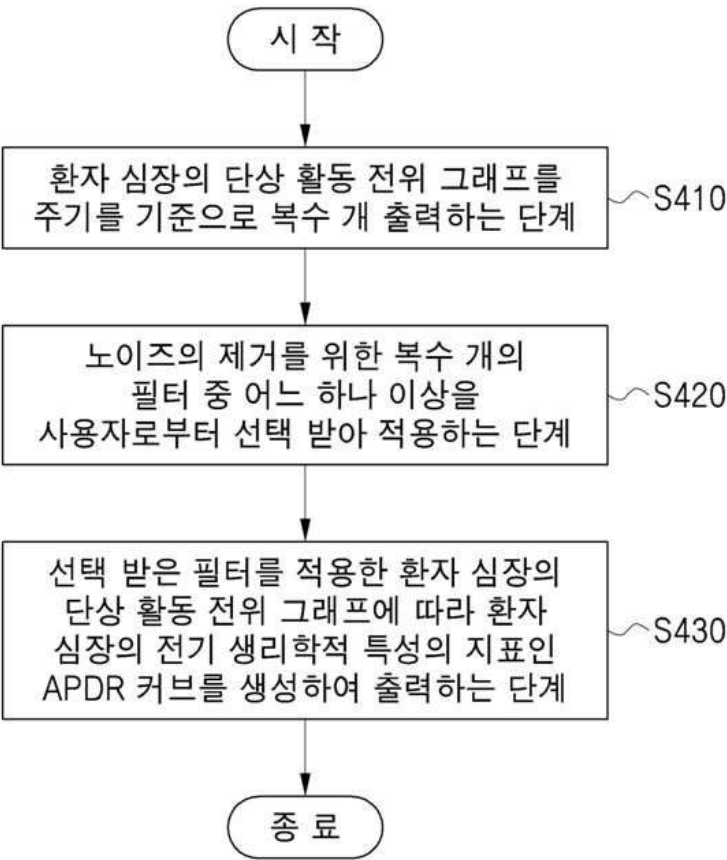 시 작
환자 심장의 단상 활동 전위 그래프를
주기를 기준으로 복수 개 출력하는 단계
S410
노이즈의 제거를 위한 복수 개의
필터 중 어느 하나 이상을
사용자로부터 선택 받아 적용하는 단계
S420
선택 받은 필터를 적용한 환자 심장의
단상 활동 전위 그래프에 따라 환자
심장의 전기 생리학적 특성의 지표인
APDR 커브를 생성하여 출력하는 단계
S430
종 료